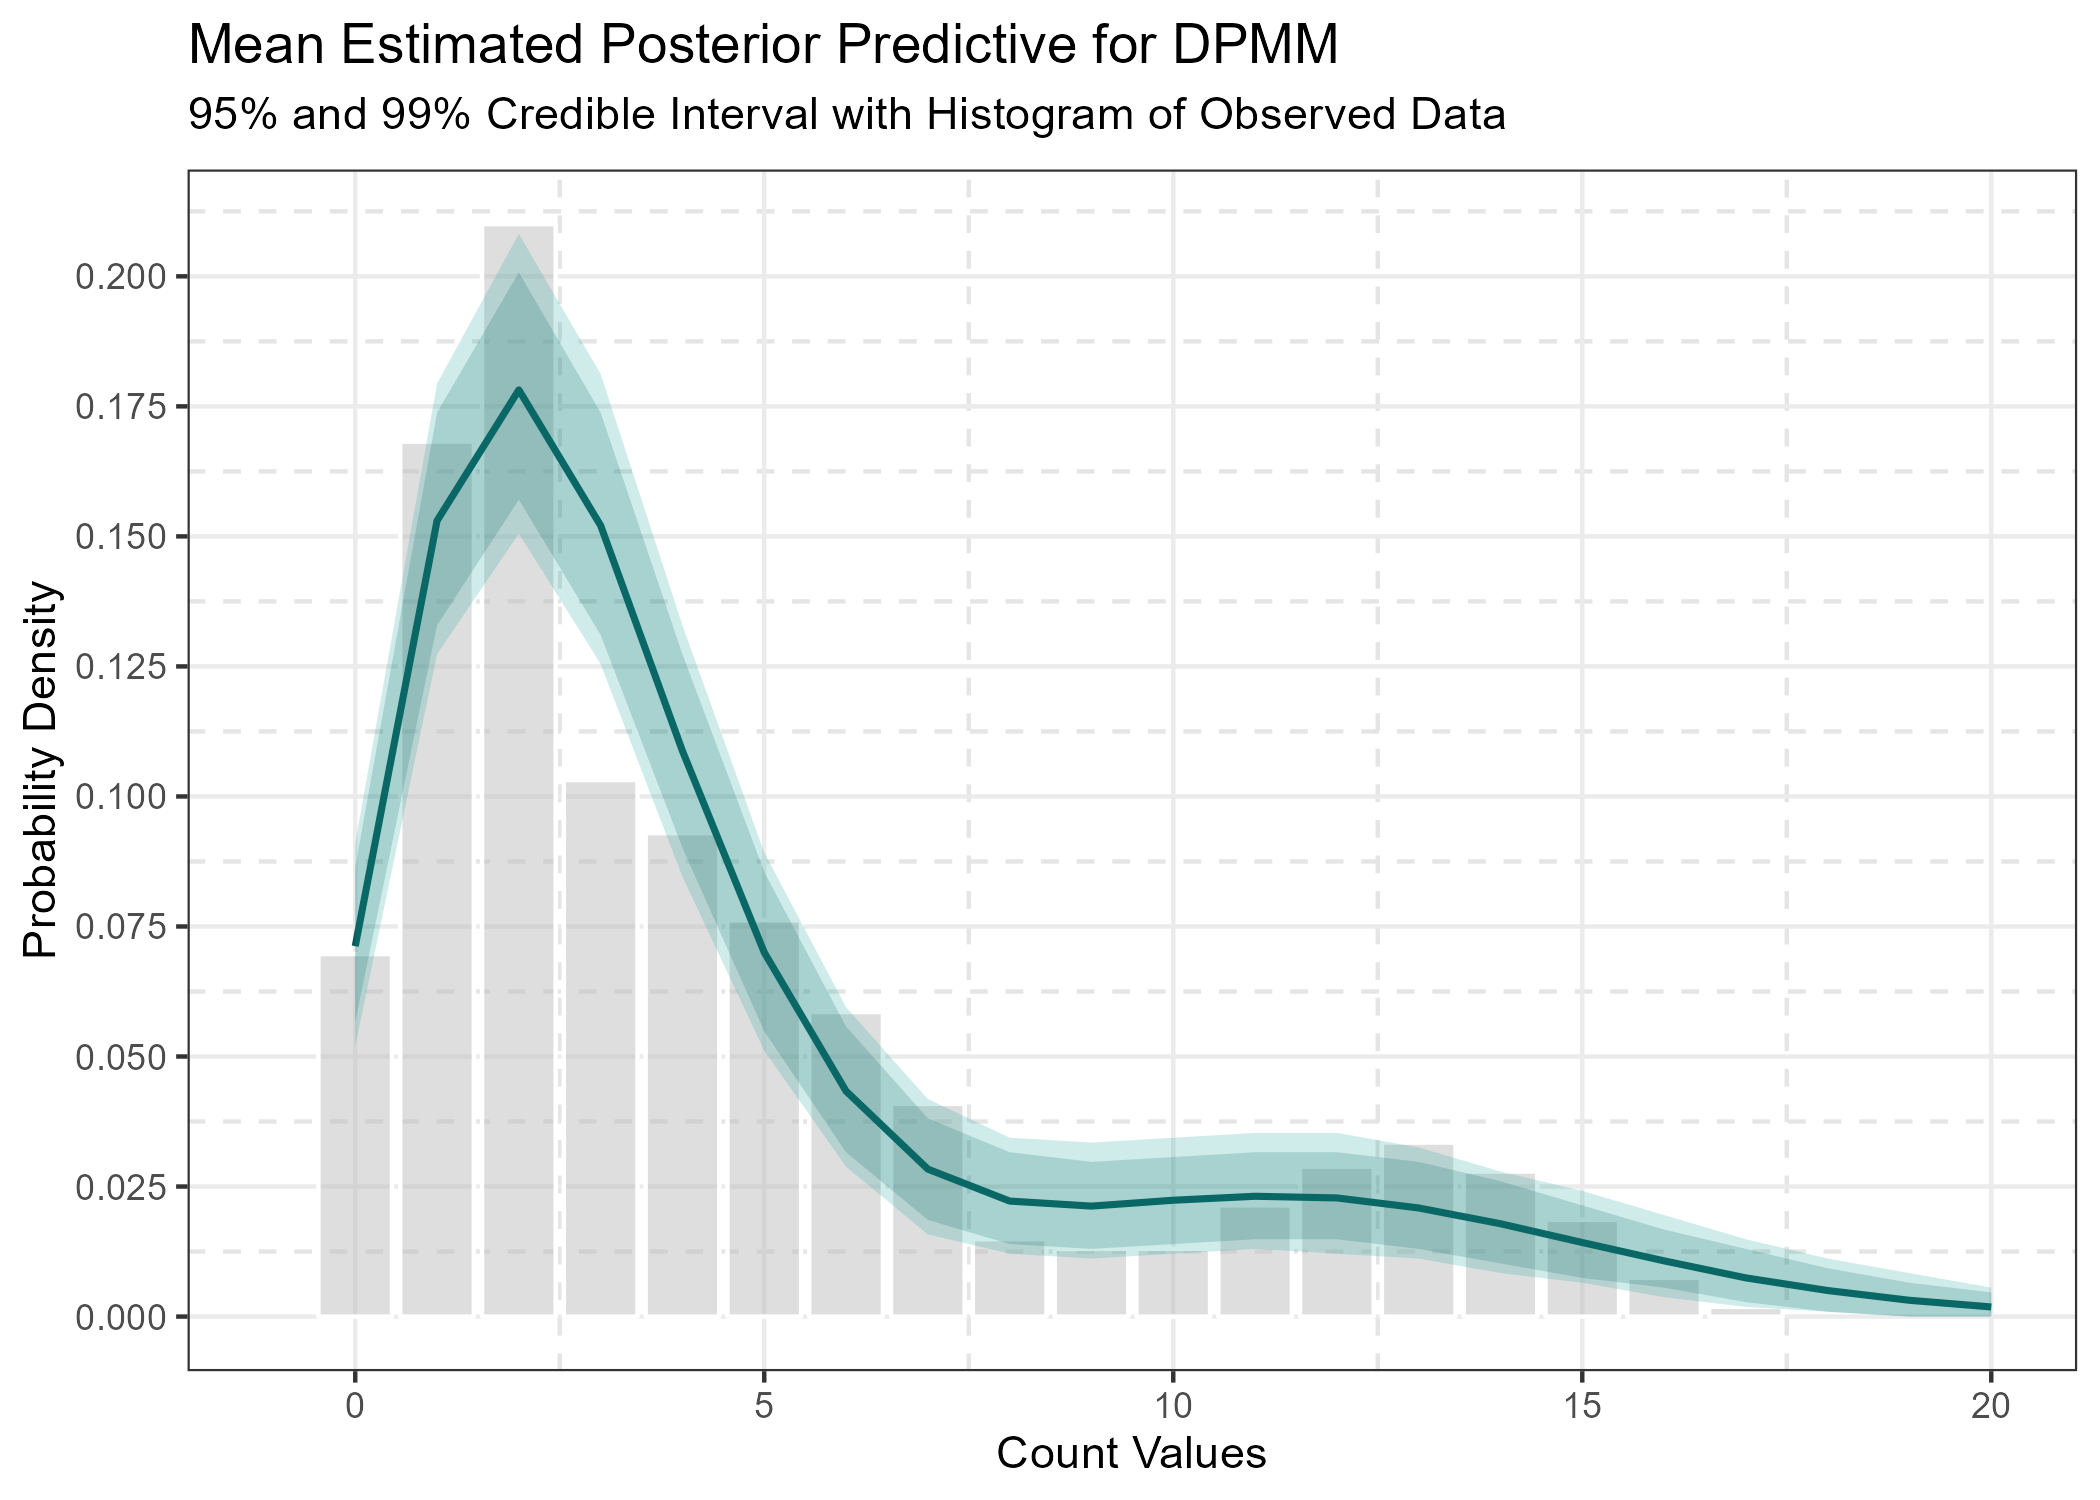 Mean Estimated Posterior Predictive for DPMM
95% and 99% Credible Interval with Histogram of Observed Data
Probability Density
0.200
0.175
0.150
0.125
0.100
0.075
0.050
0.025
0.000
0 5 10 15 20
Count Values